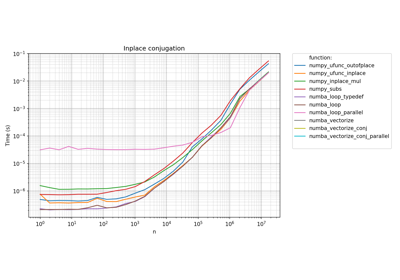 Inplace conjugation
function:
numpy_ufunc_outofplace
numpy_ufunc_inplace
numpy_inplace_mul
numpy_subs
numba_loop_typedef
numba_loop
numba_loop_parallel
numba_vectorize
numba_vectorize_conj
numba_vectorize_conj_parallel
Time (s)
10⁻¹
10⁻²
10⁻³
10⁻⁴
10⁻⁵
10⁻⁶
10⁰ 10¹ 10² 10³ 10⁴ 10⁵ 10⁶ 10⁷
n